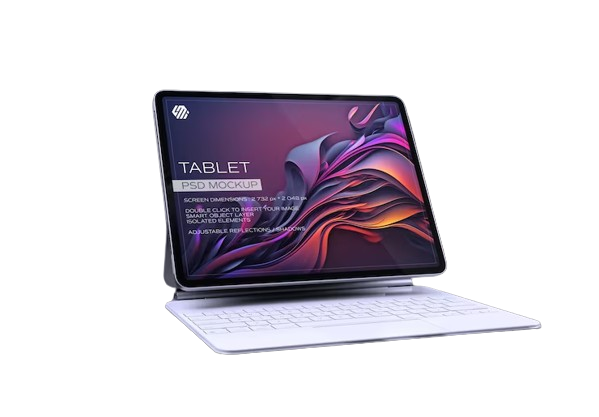 TABLET
PSD MOCKUP
SCREEN DIMENSIONS: 2 732 px * 2 048 px
DOUBLE CLICK TO INSERT YOUR IMAGE
SMART OBJECT LAYER
ISOLATED ELEMENTS
ADJUSTABLE REFLECTIONS / SHADOWS